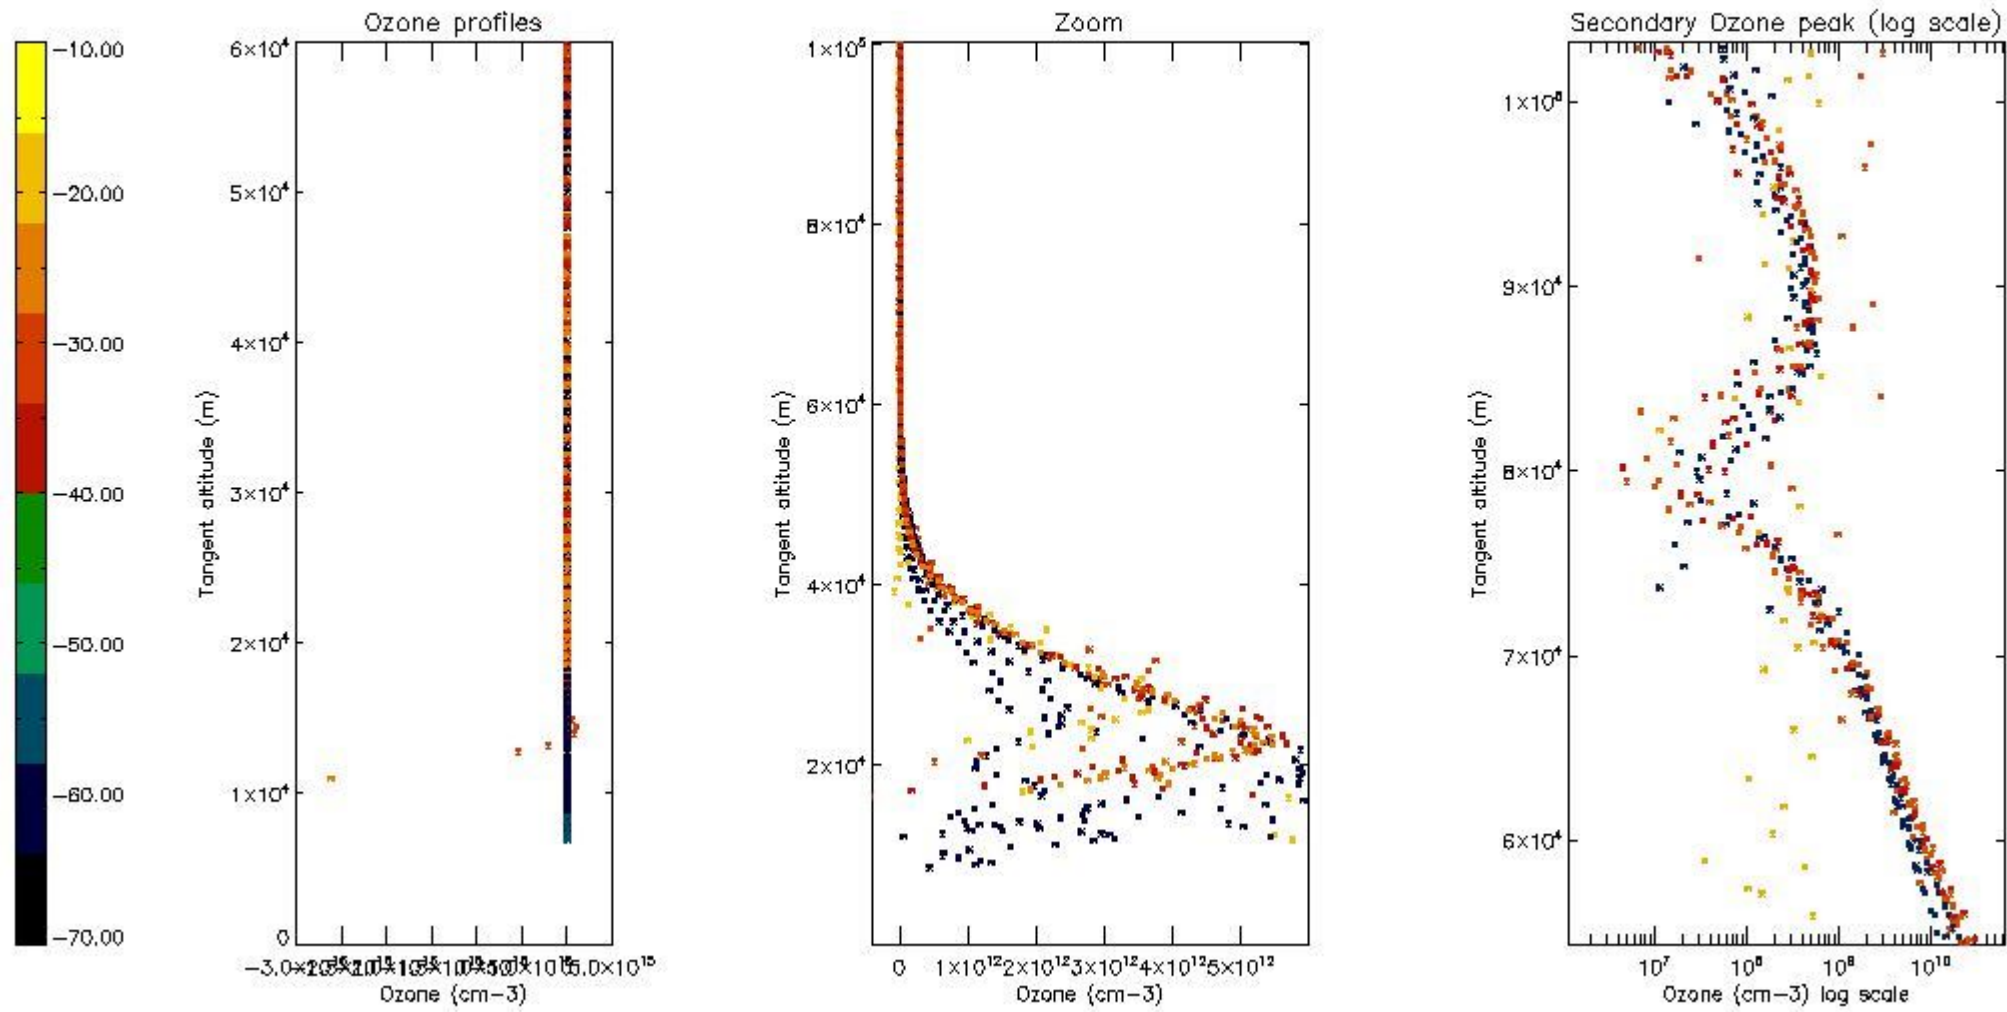 Ozone profiles
Zoom
Secondary Ozone peak (log scale)
−10.00
−20.00
−30.00
−40.00
−50.00
−60.00
−70.00
6×10⁴
5×10⁴
4×10⁴
3×10⁴
2×10⁴
1×10⁴
0
Tangent altitude (m)
Ozone (cm−3)
1×10⁵
8×10⁴
6×10⁴
4×10⁴
2×10⁴
Tangent altitude (m)
0 1×10¹² 2×10¹² 3×10¹² 4×10¹² 5×10¹²
Ozone (cm−3)
1×10⁵
9×10⁴
8×10⁴
7×10⁴
6×10⁴
Tangent altitude (m)
10⁷ 10⁸ 10⁹ 10¹⁰
Ozone (cm−3) log scale